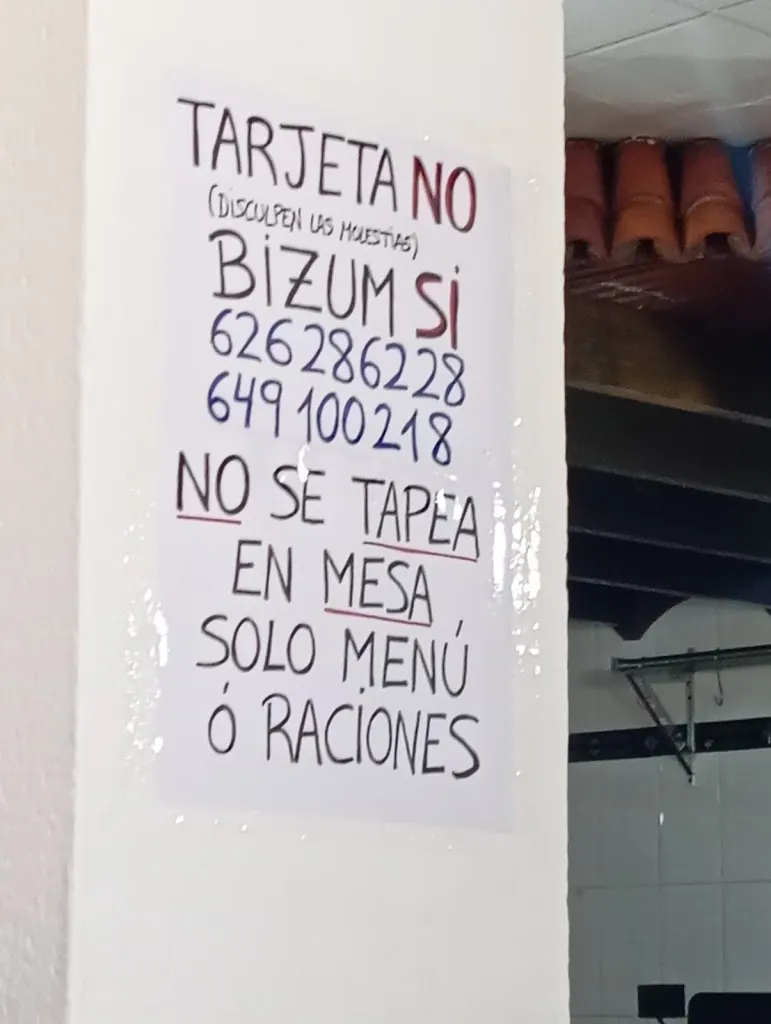 TARJETA NO
(DISCULPEN LAS MOLESTIAS)
BIZUM SI
626286228
649100218
NO SE TAPEA
EN MESA
SOLO MENÚ
Ó RACIONES